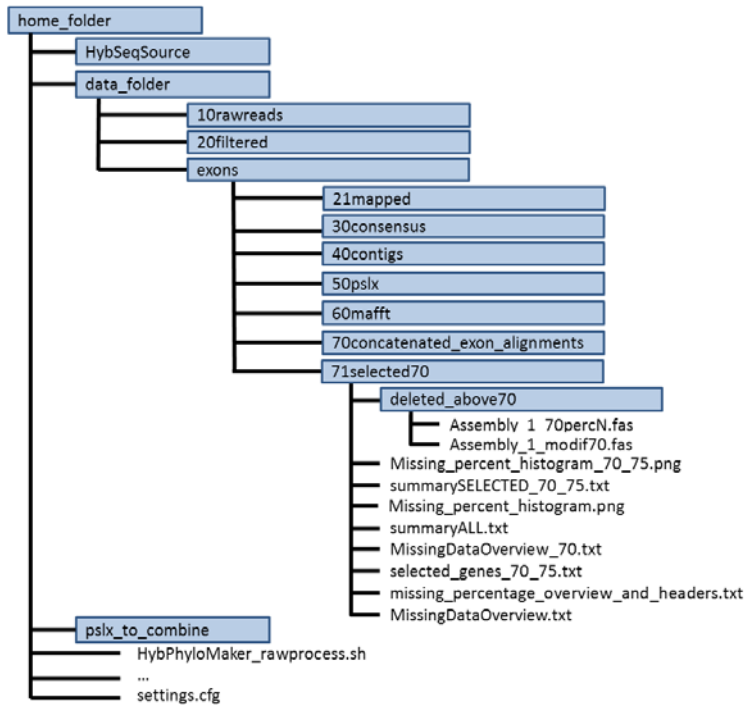 home_folder
HybSeqSource
data_folder
10rawreads
20filtered
exons
21mapped
30consensus
40contigs
50pslx
60mafft
70concatenated_exon_alignments
71selected70
deleted_above70
Assembly_1_70percN.fas
Assembly_1_modif70.fas
Missing_percent_histogram_70_75.png
summarySELECTED_70_75.txt
Missing_percent_histogram.png
summaryALL.txt
MissingDataOverview_70.txt
selected_genes_70_75.txt
missing_percentage_overview_and_headers.txt
MissingDataOverview.txt
pslx_to_combine
HybPhyloMaker_rawprocess.sh
...
settings.cfg